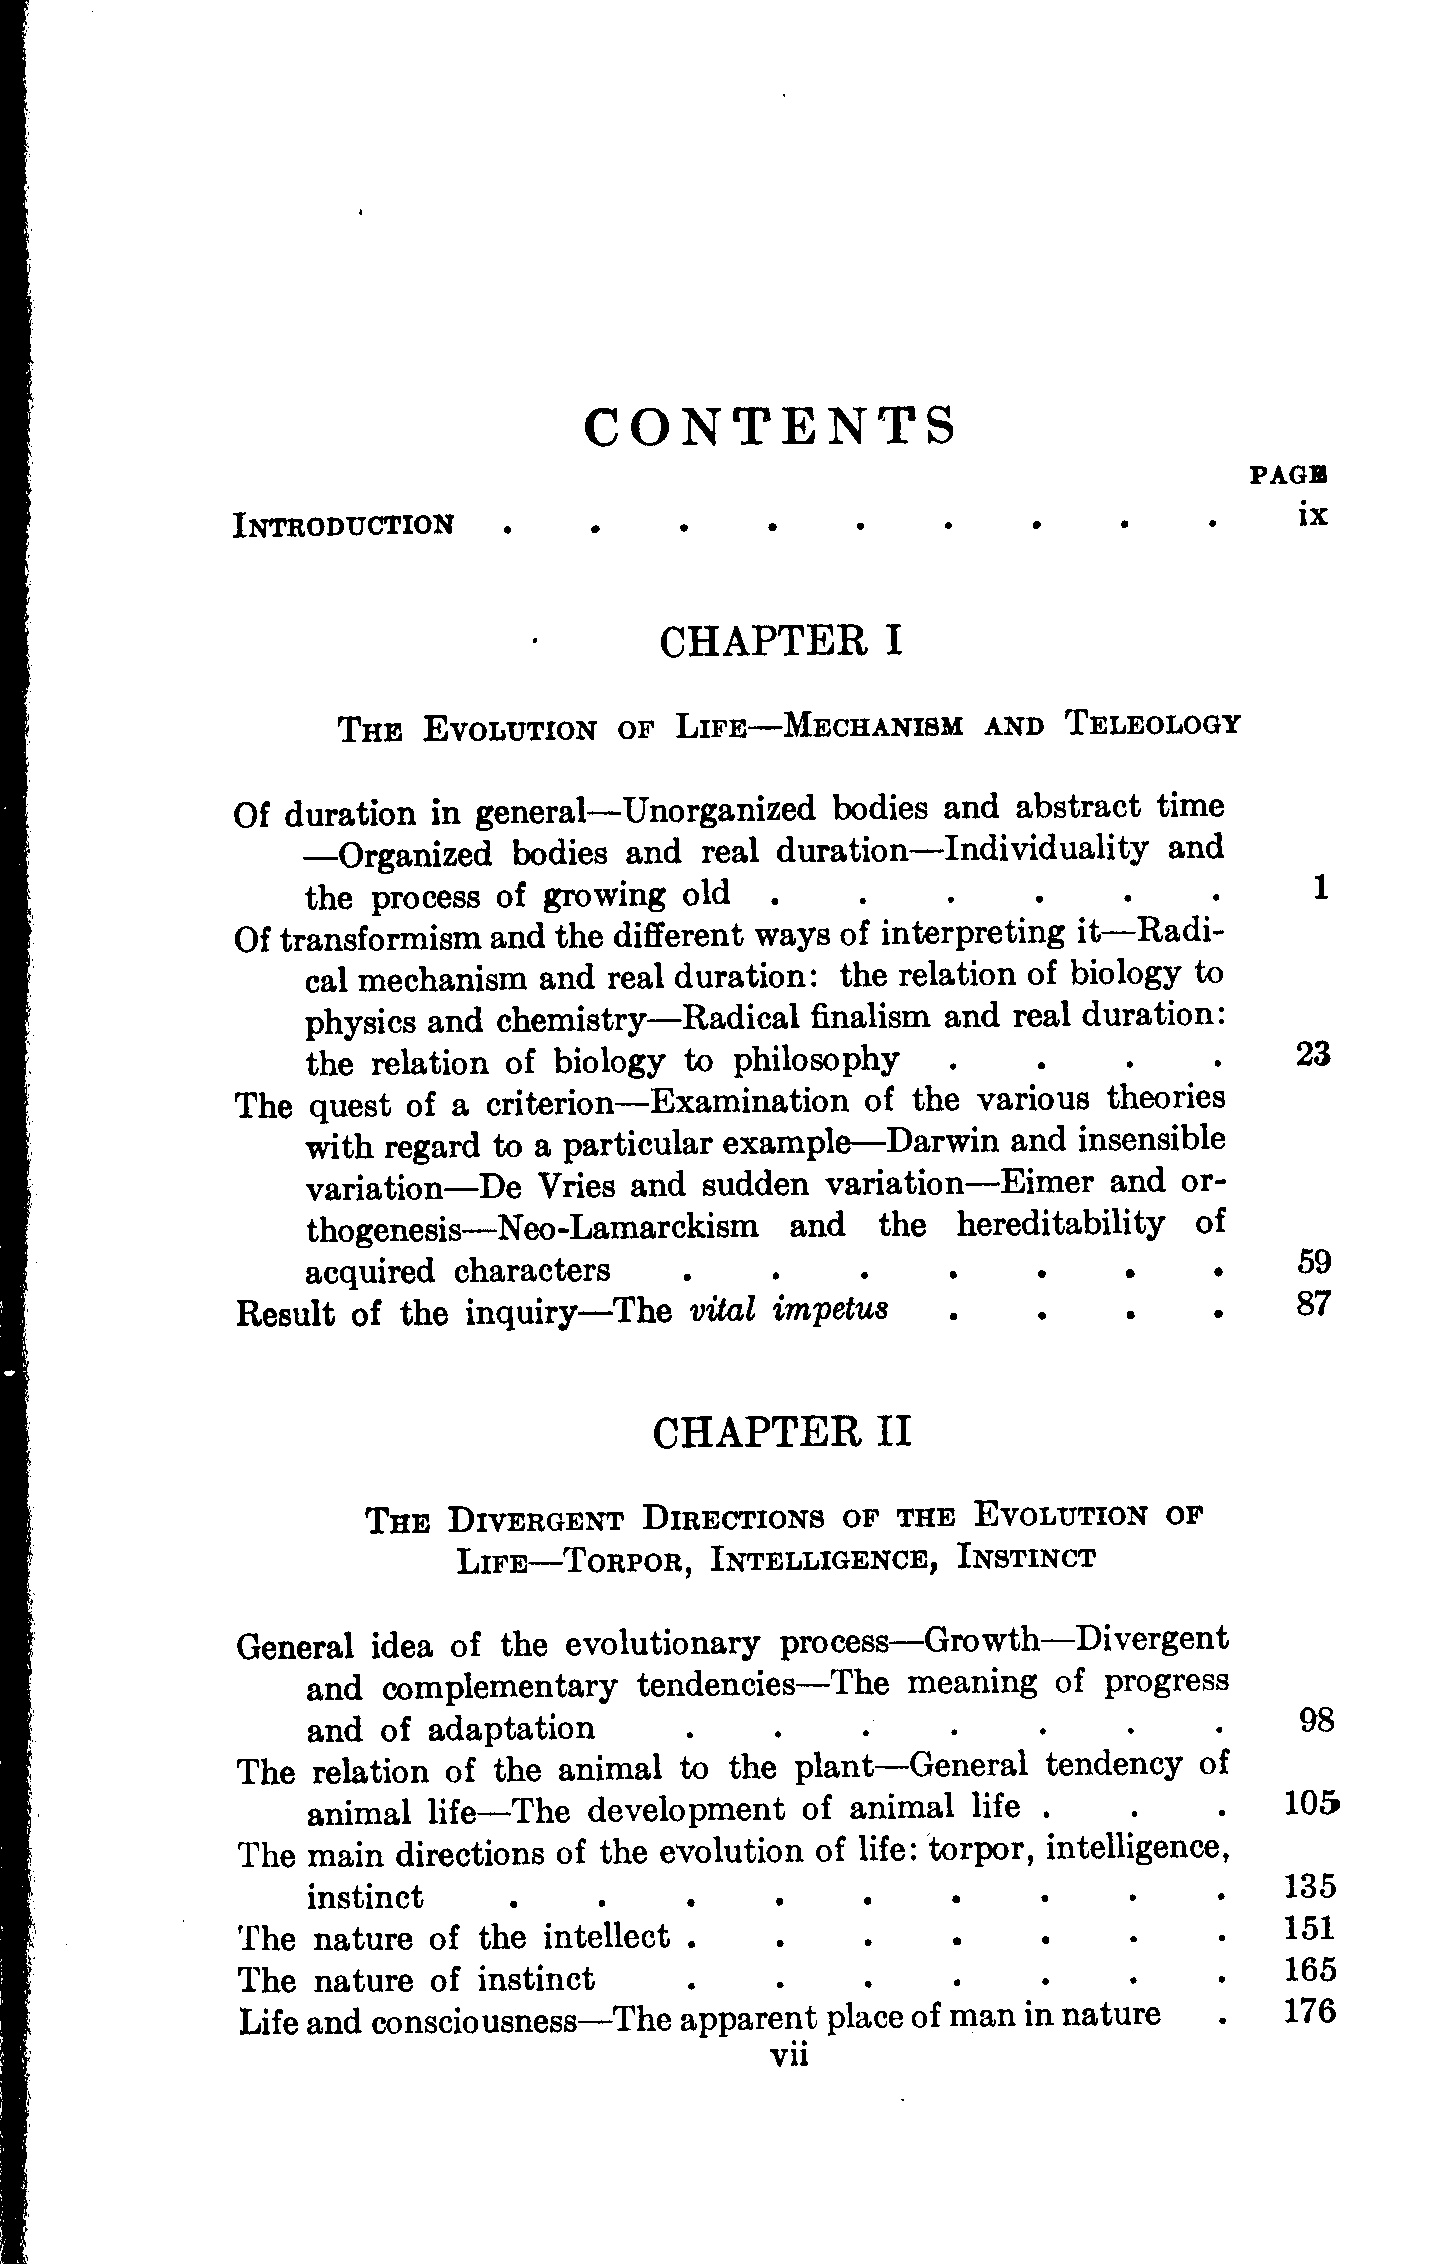 CONTENTS
PAGE
INTRODUCTION . . . . . . . . . ix
CHAPTER I
THE EVOLUTION OF LIFE—MECHANISM AND TELEOLOGY
Of duration in general—Unorganized bodies and abstract time
—Organized bodies and real duration—Individuality and
the process of growing old . . . . . . 1
Of transformism and the different ways of interpreting it—Radi-
cal mechanism and real duration: the relation of biology to
physics and chemistry—Radical finalism and real duration:
the relation of biology to philosophy . . . . 23
The quest of a criterion—Examination of the various theories
with regard to a particular example—Darwin and insensible
variation—De Vries and sudden variation—Eimer and or-
thogenesis—Neo-Lamarckism and the hereditability of
acquired characters . . . . . . . 59
Result of the inquiry—The vital impetus . . . . 87
CHAPTER II
THE DIVERGENT DIRECTIONS OF THE EVOLUTION OF
LIFE—TORPOR, INTELLIGENCE, INSTINCT
General idea of the evolutionary process—Growth—Divergent
and complementary tendencies—The meaning of progress
and of adaptation . . . . . . . 98
The relation of the animal to the plant—General tendency of
animal life—The development of animal life . . . 105
The main directions of the evolution of life: torpor, intelligence,
instinct . . . . . . . . . 135
The nature of the intellect . . . . . . . 151
The nature of instinct . . . . . . . 165
Life and consciousness—The apparent place of man in nature . 176
vii